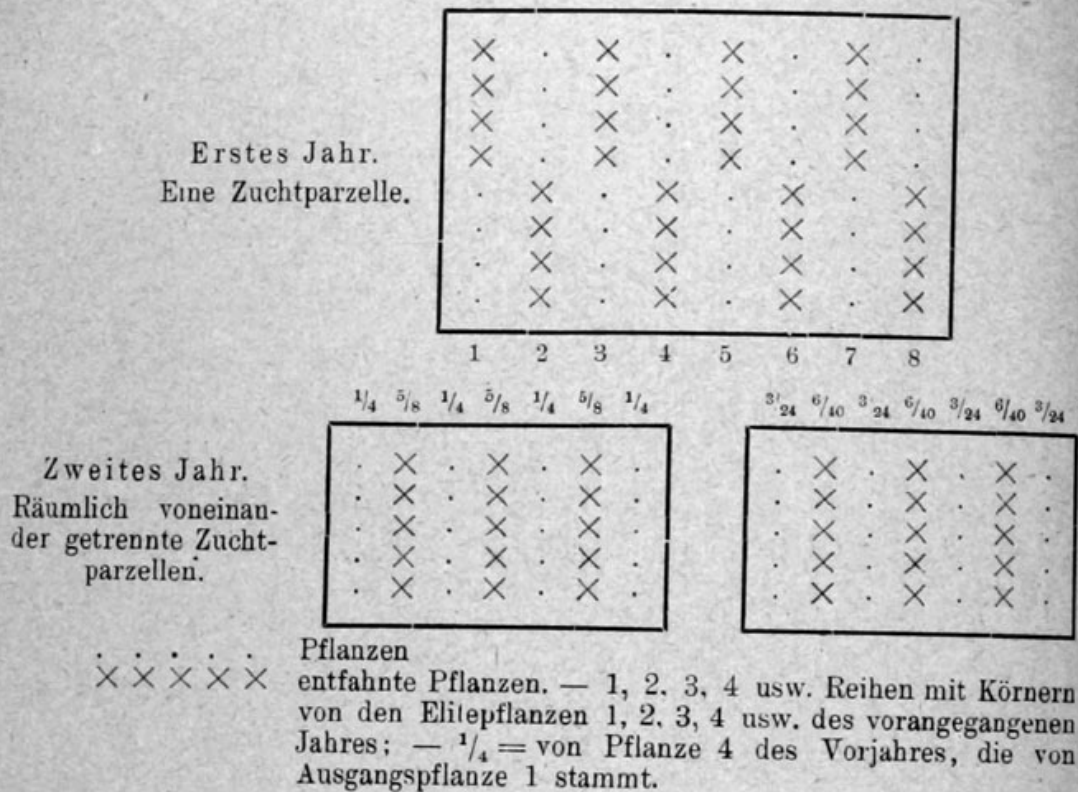 × . × . × . × .
× . × . × . × .
× . × . × . × .
× . × . × . × .
. × . × . × . ×
. × . × . × . ×
. × . × . × . ×
. × . × . × . ×
Erstes Jahr.
Eine Zuchtparzelle.
1 2 3 4 5 6 7 8
1/4 5/8 1/4 5/8 1/4 5/8 1/4
3/24 6/40 3/24 6/40 3/24 6/40 3/24
. × . × . × .
. × . × . × .
. × . × . × .
. × . × . × .
. × . × . × .
. × . × . × .
. × . × . × .
. × . × . × .
. × . × . × .
. × . × . × .
Zweites Jahr.
Räumlich voneinan-
der getrennte Zucht-
parzellen.
. . . . . Pflanzen
× × × × × entfahnte Pflanzen. — 1, 2, 3, 4 usw. Reihen mit Körnern
von den Elitepflanzen 1, 2, 3, 4 usw. des vorangegangenen
Jahres; — 1/4 = von Pflanze 4 des Vorjahres, die von
Ausgangspflanze 1 stammt.